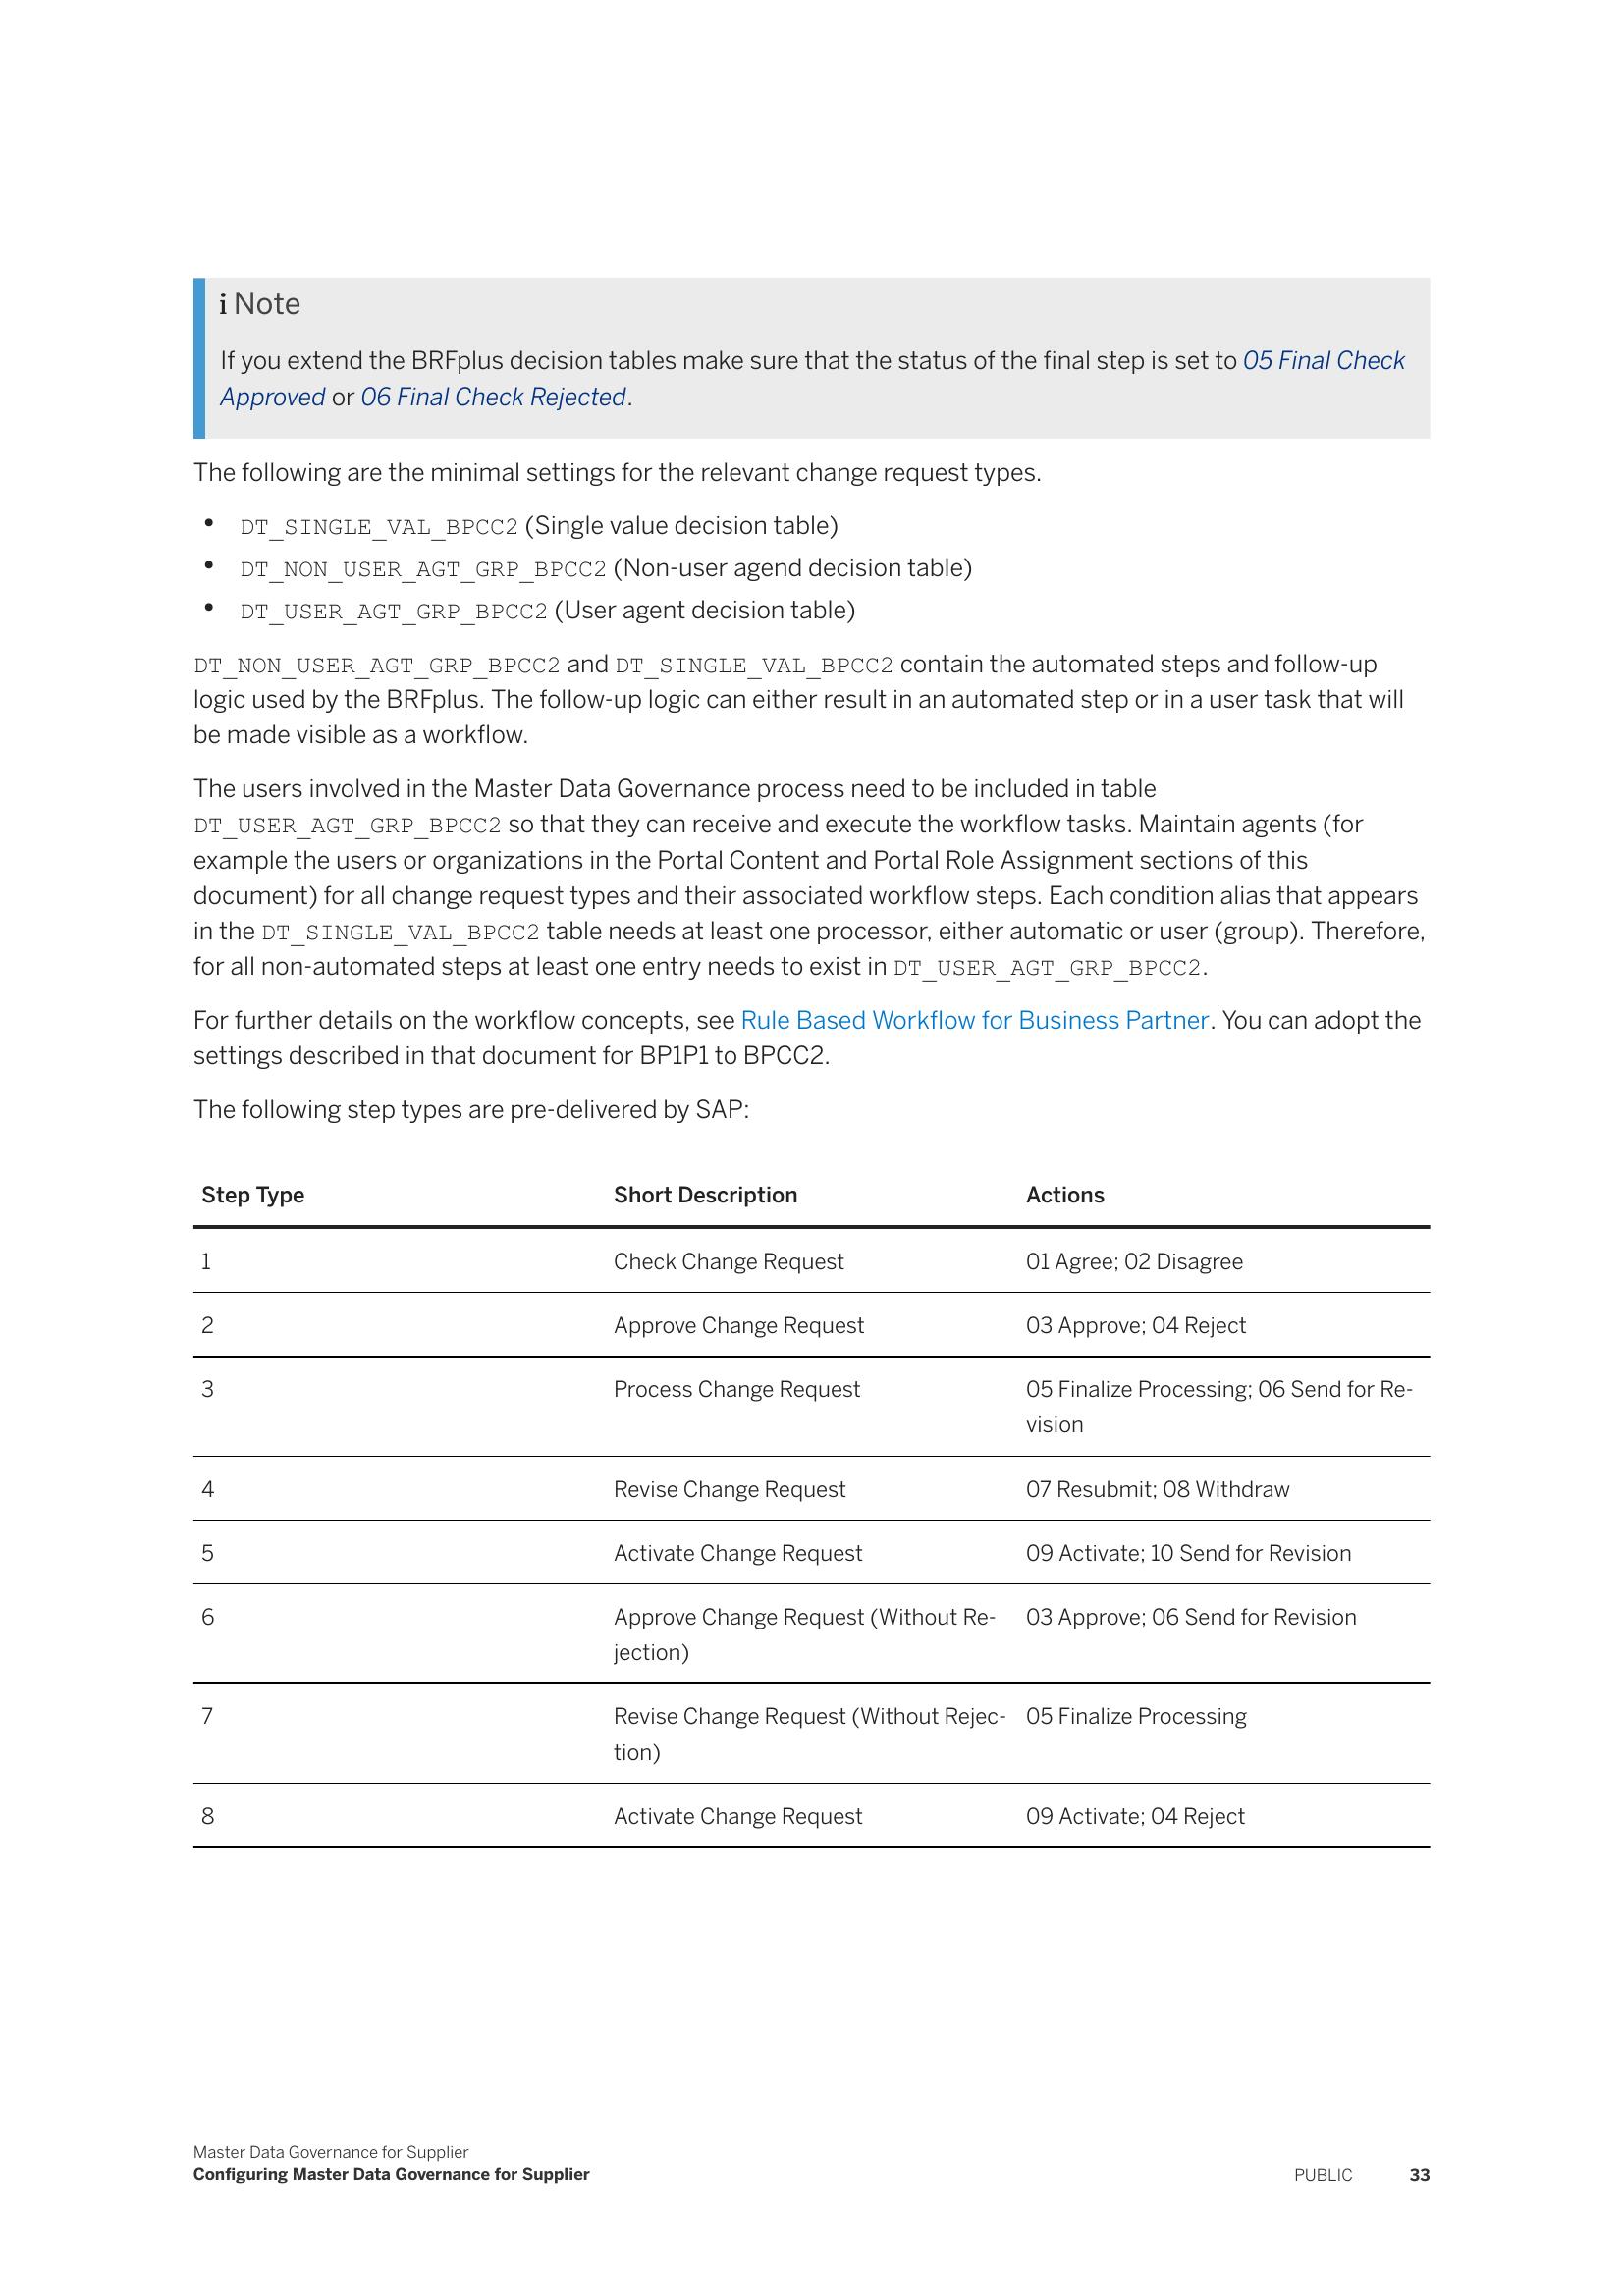 i Note
If you extend the BRFplus decision tables make sure that the status of the final step is set to 05 Final Check
Approved or 06 Final Check Rejected.
The following are the minimal settings for the relevant change request types.
• DT_SINGLE_VAL_BPCC2 (Single value decision table)
• DT_NON_USER_AGT_GRP_BPCC2 (Non-user agend decision table)
• DT_USER_AGT_GRP_BPCC2 (User agent decision table)
DT_NON_USER_AGT_GRP_BPCC2 and DT_SINGLE_VAL_BPCC2 contain the automated steps and follow-up
logic used by the BRFplus. The follow-up logic can either result in an automated step or in a user task that will
be made visible as a workflow.
The users involved in the Master Data Governance process need to be included in table
DT_USER_AGT_GRP_BPCC2 so that they can receive and execute the workflow tasks. Maintain agents (for
example the users or organizations in the Portal Content and Portal Role Assignment sections of this
document) for all change request types and their associated workflow steps. Each condition alias that appears
in the DT_SINGLE_VAL_BPCC2 table needs at least one processor, either automatic or user (group). Therefore,
for all non-automated steps at least one entry needs to exist in DT_USER_AGT_GRP_BPCC2.
For further details on the workflow concepts, see Rule Based Workflow for Business Partner. You can adopt the
settings described in that document for BP1P1 to BPCC2.
The following step types are pre-delivered by SAP:
Step Type Short Description Actions
1 Check Change Request 01 Agree; 02 Disagree
2 Approve Change Request 03 Approve; 04 Reject
3 Process Change Request 05 Finalize Processing; 06 Send for Re-
vision
4 Revise Change Request 07 Resubmit; 08 Withdraw
5 Activate Change Request 09 Activate; 10 Send for Revision
6 Approve Change Request (Without Re- 03 Approve; 06 Send for Revision
jection)
7 Revise Change Request (Without Rejec- 05 Finalize Processing
tion)
8 Activate Change Request 09 Activate; 04 Reject
Master Data Governance for Supplier
Configuring Master Data Governance for Supplier PUBLIC 33